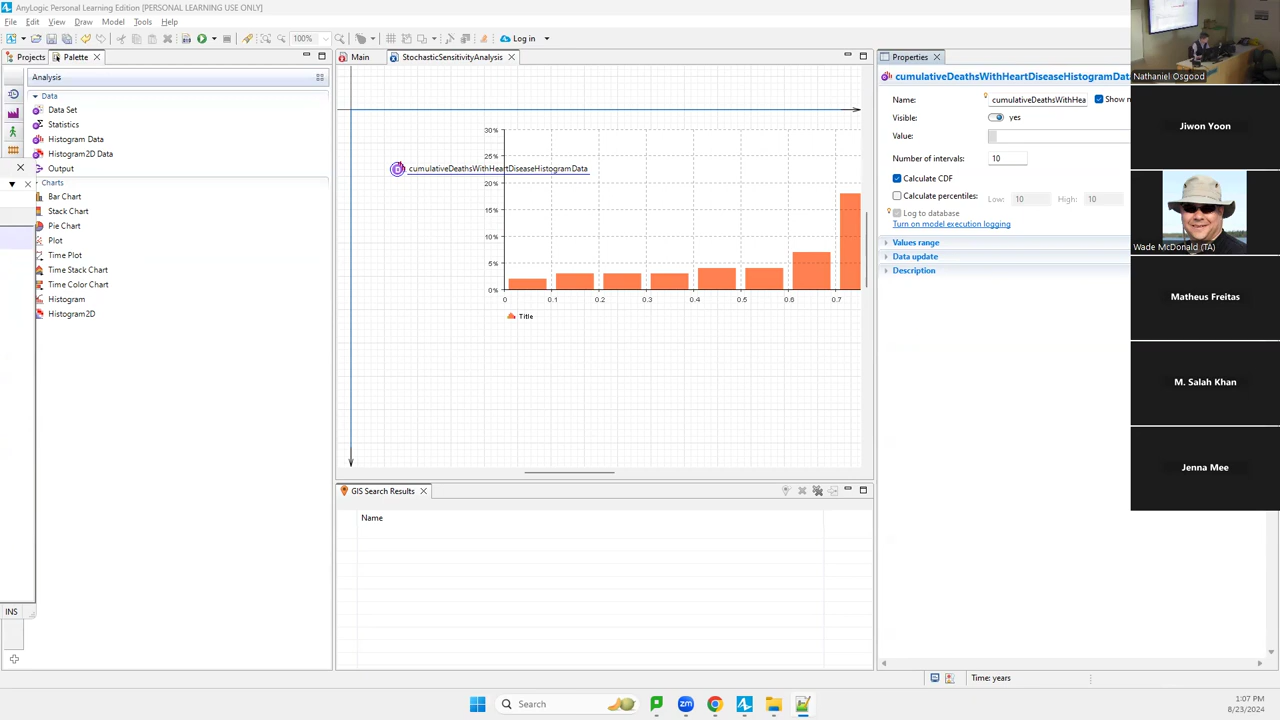 AnyLogic Personal Learning Edition [PERSONAL LEARNING USE ONLY]
File Edit View Draw Model Tools Help
100% Log in
Projects Palette Main StochasticSensitivityAnalysis Properties
Analysis
cumulativeDeathsWithHeartDiseaseHistogramData
Data
Data Set
Statistics
Histogram Data
Histogram2D Data
Output
Charts
Bar Chart
Stack Chart
Pie Chart
Plot
Time Plot
Time Stack Chart
Time Color Chart
Histogram
Histogram2D
INS
30%
25%
cumulativeDeathsWithHeartDiseaseHistogramData
20%
15%
10%
5%
0%
0 0.1 0.2 0.3 0.4 0.5 0.6 0.7
Title
GIS Search Results
Name
Name: cumulativeDeathsWithHea Show n
Visible: yes
Value:
Number of intervals: 10
Calculate CDF
Calculate percentiles: Low: 10 High: 10
Log to database
Turn on model execution logging
Values range
Data update
Description
Nathaniel Osgood
Jiwon Yoon
Wade McDonald (TA)
Matheus Freitas
M. Salah Khan
Jenna Mee
Time: years
Search
zm
1:07 PM
8/23/2024